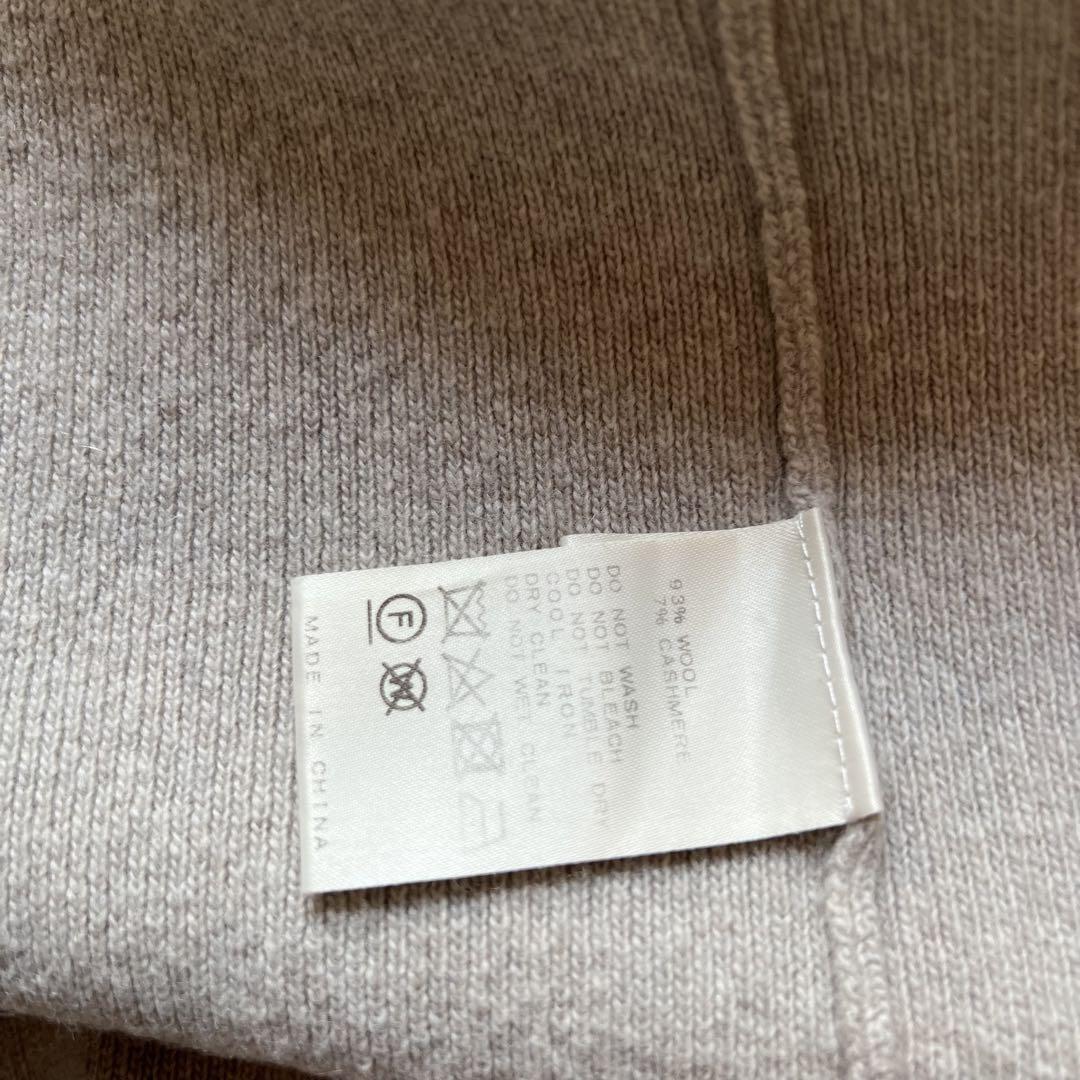 93% WOOL
7% CASHMERE
DO NOT WASH
DO NOT BLEACH
DO NOT TUMBLE DRY
COOL IRON
DRY CLEAN
DO NOT WET CLEAN
F
W
MADE IN CHINA